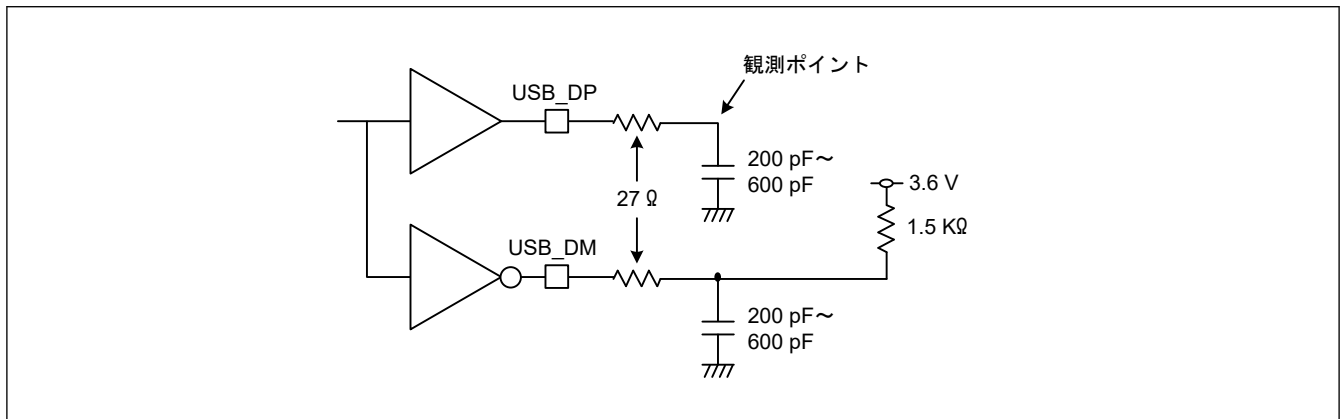 観測ポイント
USB_DP
200 pF～
600 pF
27 Ω
3.6 V
1.5 KΩ
USB_DM
200 pF～
600 pF